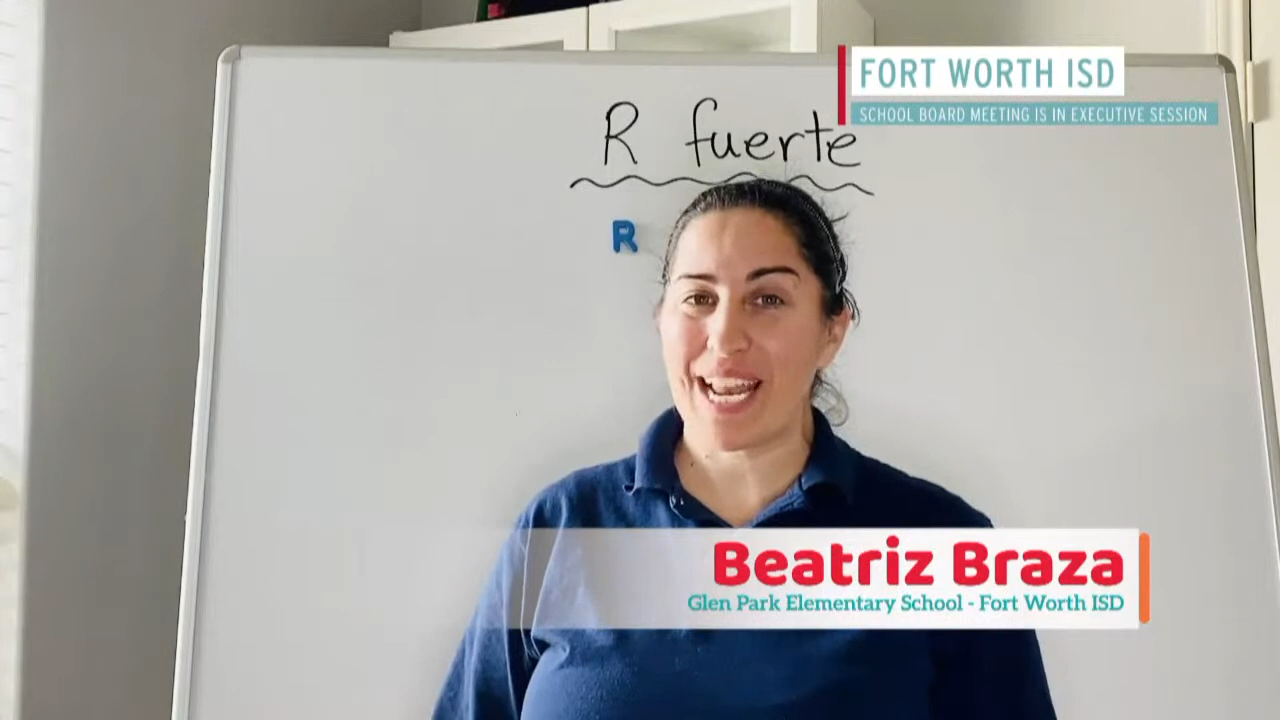 FORT WORTH ISD
SCHOOL BOARD MEETING IS IN EXECUTIVE SESSION
R fuerte
R
Beatriz Braza
Glen Park Elementary School - Fort Worth ISD